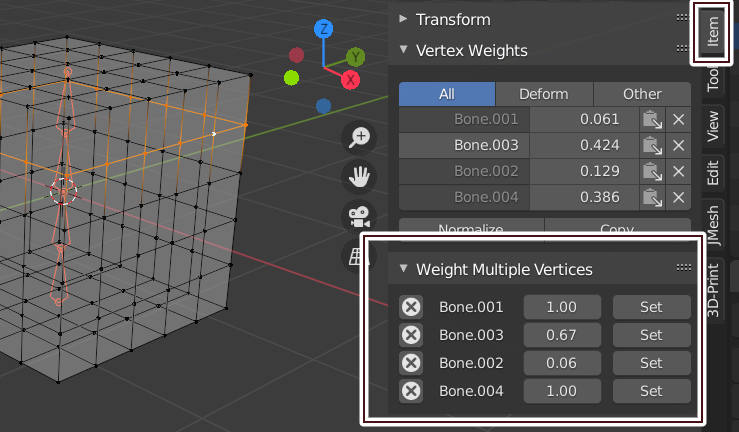 Transform
Vertex Weights
All Deform Other
Bone.001 0.061
Bone.003 0.424
Bone.002 0.129
Bone.004 0.386
Normalize Copy
Weight Multiple Vertices
Bone.001 1.00 Set
Bone.003 0.67 Set
Bone.002 0.06 Set
Bone.004 1.00 Set
Item
Tool
View
Edit
JMesh
3D-Print
Z
Y
X